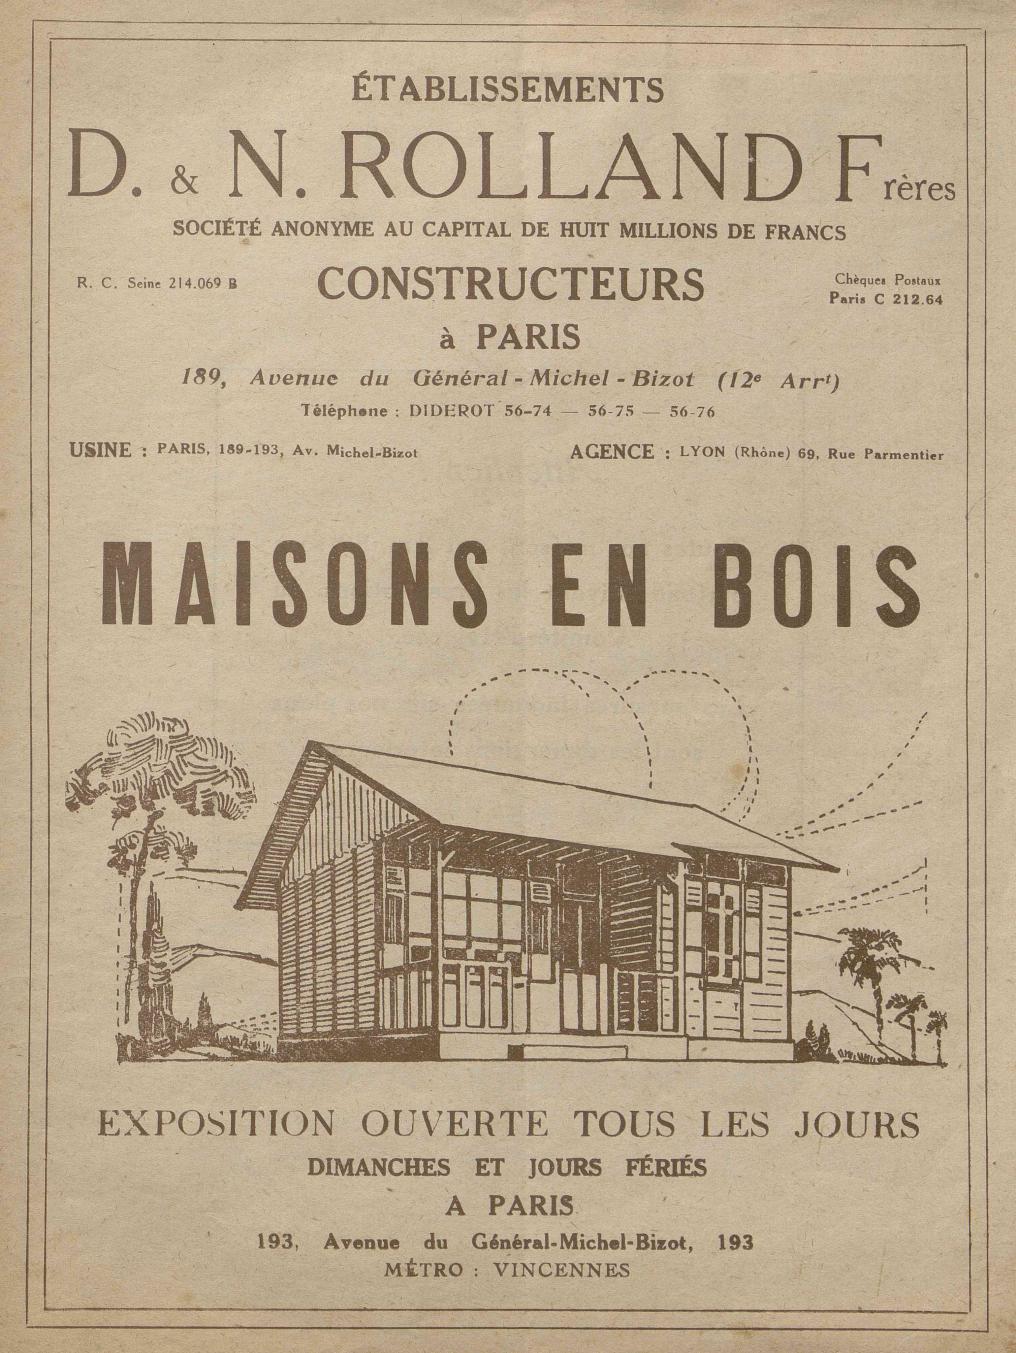 ÉTABLISSEMENTS
D. & N. ROLLAND Frères
SOCIÉTÉ ANONYME AU CAPITAL DE HUIT MILLIONS DE FRANCS
R. C. Seine 214.069 B
CONSTRUCTEURS
Chèques Postaux
Paris C 212.64
à PARIS
189, Avenue du Général-Michel-Bizot (12e Arrt)
Téléphone : DIDEROT 56-74 — 56-75 — 56-76
USINE : PARIS, 189-193, Av. Michel-Bizot
AGENCE : LYON (Rhône) 69, Rue Parmentier
MAISONS EN BOIS
EXPOSITION OUVERTE TOUS LES JOURS
DIMANCHES ET JOURS FÉRIÉS
A PARIS
193, Avenue du Général-Michel-Bizot, 193
MÉTRO : VINCENNES